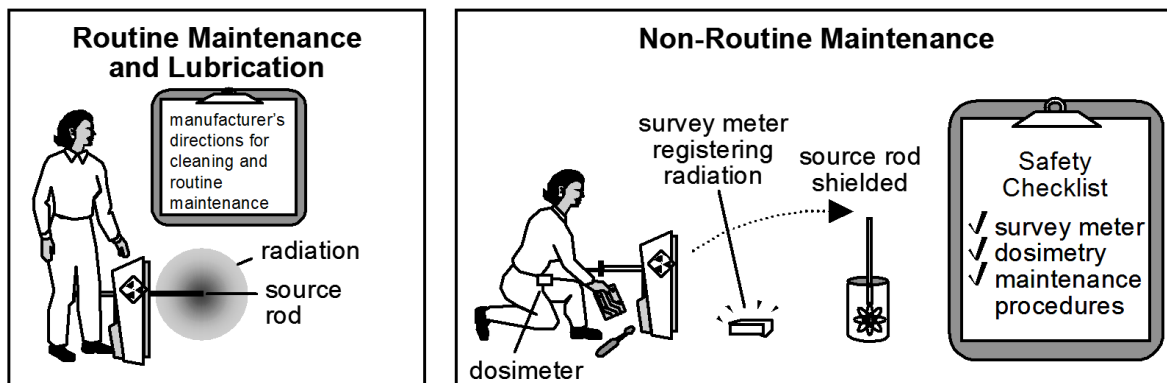 Routine Maintenance
and Lubrication
manufacturer's
directions for
cleaning and
routine
maintenance
radiation
source
rod
Non-Routine Maintenance
survey meter
registering
radiation
source rod
shielded
dosimeter
Safety
Checklist
✓ survey meter
✓ dosimetry
✓ maintenance
procedures